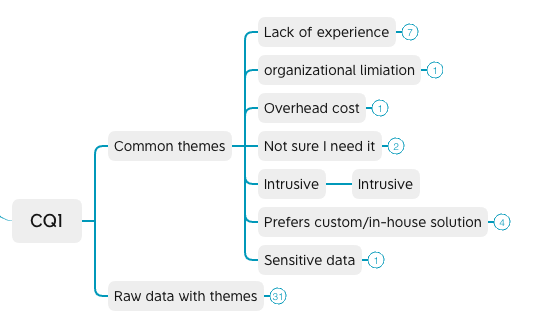 Lack of experience 7
organizational limiation 1
Overhead cost 1
Common themes
Not sure I need it 2
Intrusive
Intrusive
CQ1
Prefers custom/in-house solution 4
Sensitive data 1
Raw data with themes 31